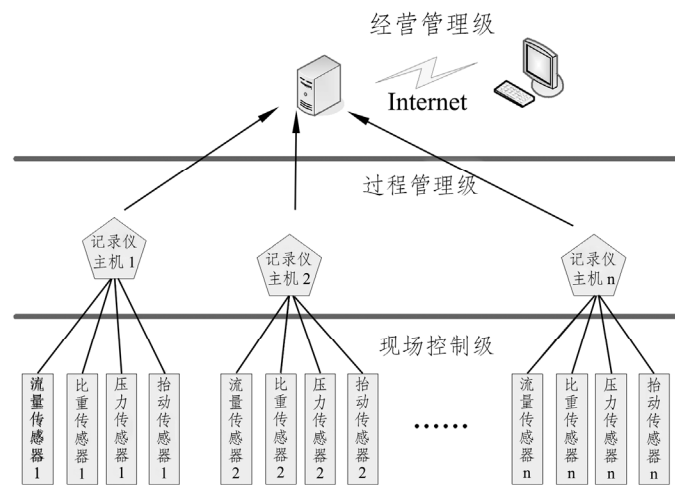 经营管理级
Internet
过程管理级
记录仪
主机1
记录仪
主机2
记录仪
主机n
现场控制级
流量传感器1
比重传感器1
压力传感器1
抬动传感器1
流量传感器2
比重传感器2
压力传感器2
抬动传感器2
……
流量传感器n
比重传感器n
压力传感器n
抬动传感器n